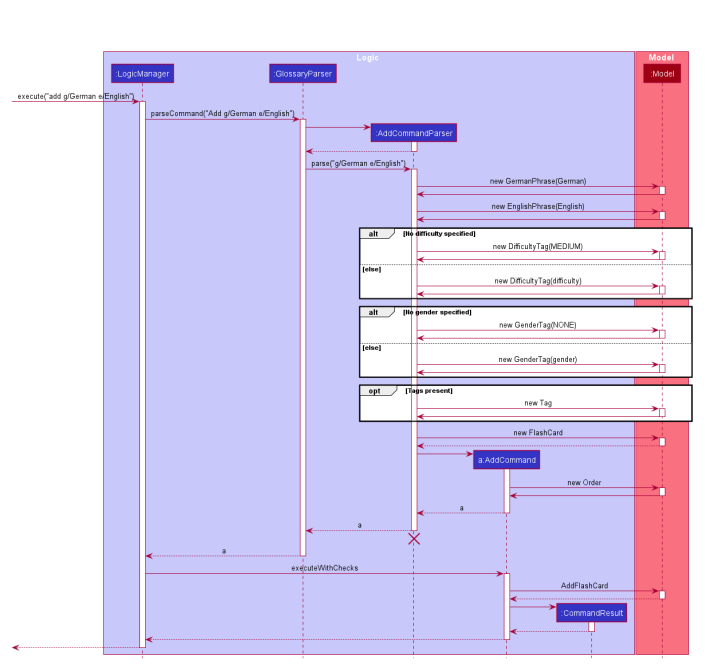 Logic
Model
:LogicManager
:GlossaryParser
:Model
execute("add g/German e/English")
parseCommand("Add g/German e/English")
:AddCommandParser
parse("g/German e/English")
new GermanPhrase(German)
new EnglishPhrase(English)
alt [No difficulty specified]
new DifficultyTag(MEDIUM)
[else]
new DifficultyTag(difficulty)
alt [No gender specified]
new GenderTag(NONE)
[else]
new GenderTag(gender)
opt [Tags present]
new Tag
new FlashCard
a:AddCommand
new Order
a
a
a
executeWithChecks
AddFlashCard
:CommandResult